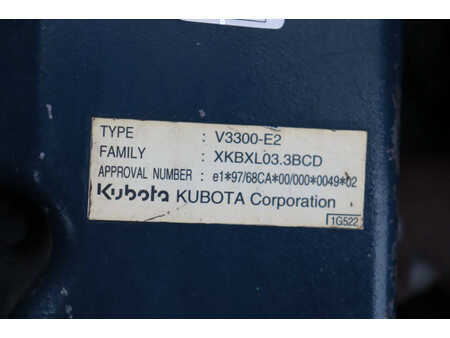 TYPE : V3300-E2
FAMILY : XKBXL03.3BCD
APPROVAL NUMBER : e1*97/68CA*00/000*0049*02
Kubota KUBOTA Corporation
1G522